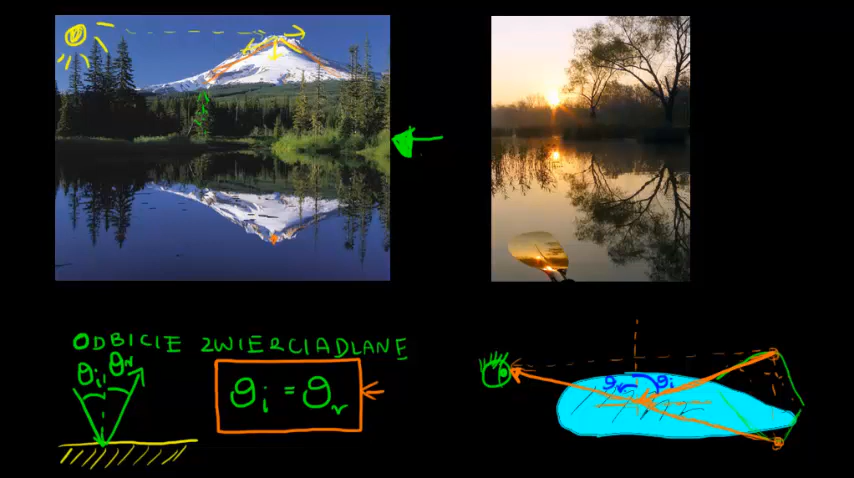 ODBICIE ZWIERCIADLANE
θi θr
ϑi = ϑr
ϑr ϑi